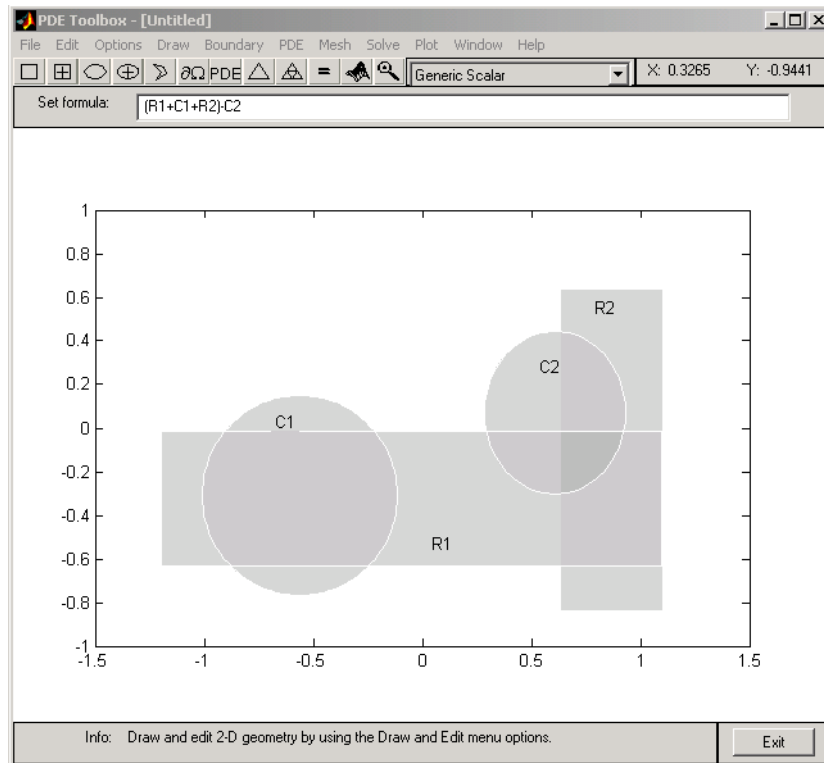 PDE Toolbox - [Untitled]
File Edit Options Draw Boundary PDE Mesh Solve Plot Window Help
∂Ω PDE = Generic Scalar X: 0.3265 Y: -0.9441
Set formula: (R1+C1+R2)-C2
1
0.8
0.6
0.4
0.2
0
-0.2
-0.4
-0.6
-0.8
-1
R2
C2
C1
R1
-1.5 -1 -0.5 0 0.5 1 1.5
Info: Draw and edit 2-D geometry by using the Draw and Edit menu options. Exit